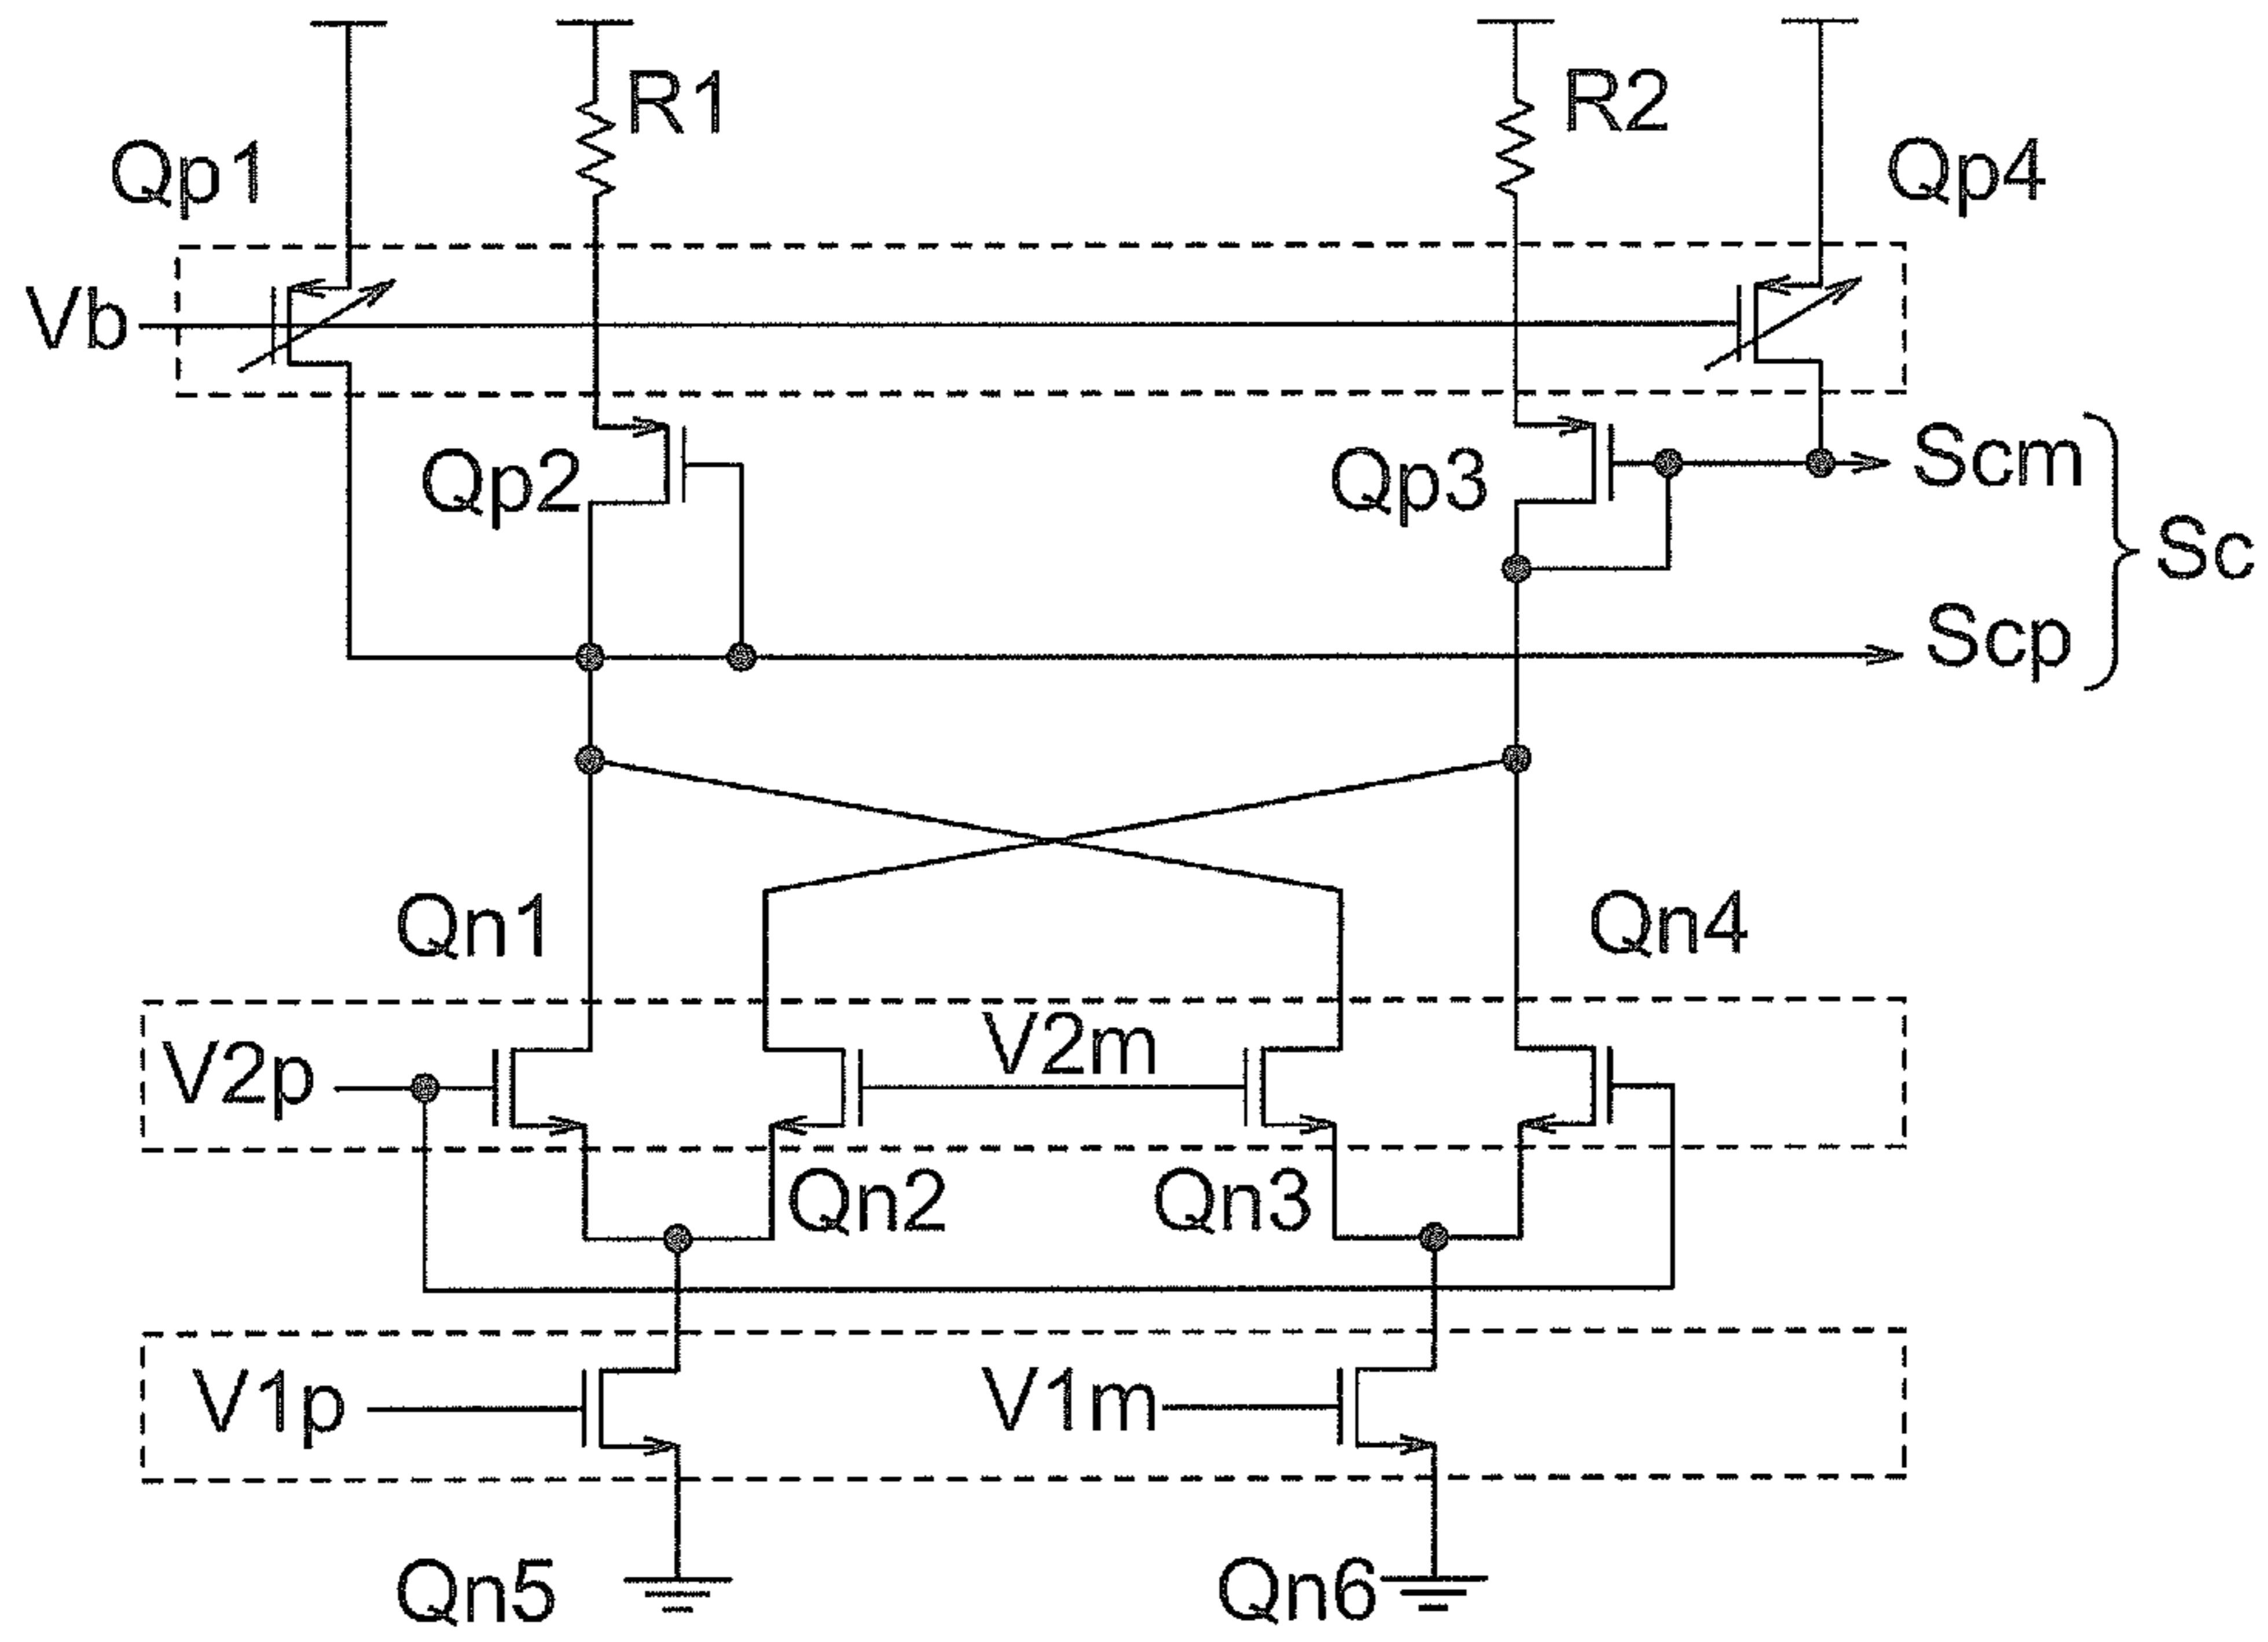 R1
R2
Qp1
Qp4
Vb
Qp2
Qp3
Scm
Sc
Scp
Qn1
Qn4
V2p
V2m
Qn2
Qn3
V1p
V1m
Qn5
Qn6